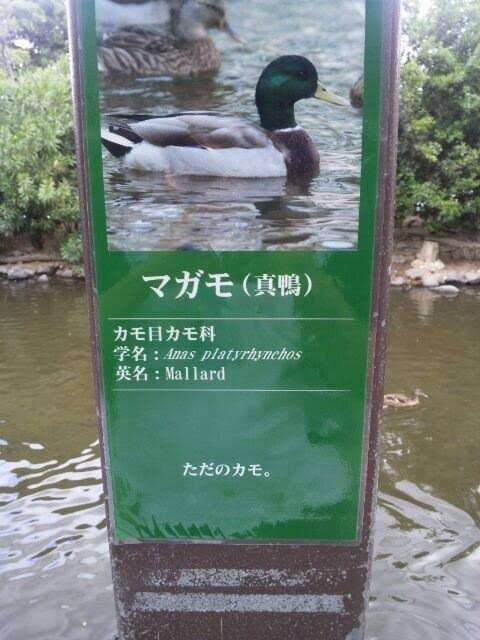 マガモ（真鴨）
カモ目カモ科
学名：Anas platyrhynchos
英名：Mallard
ただのカモ。